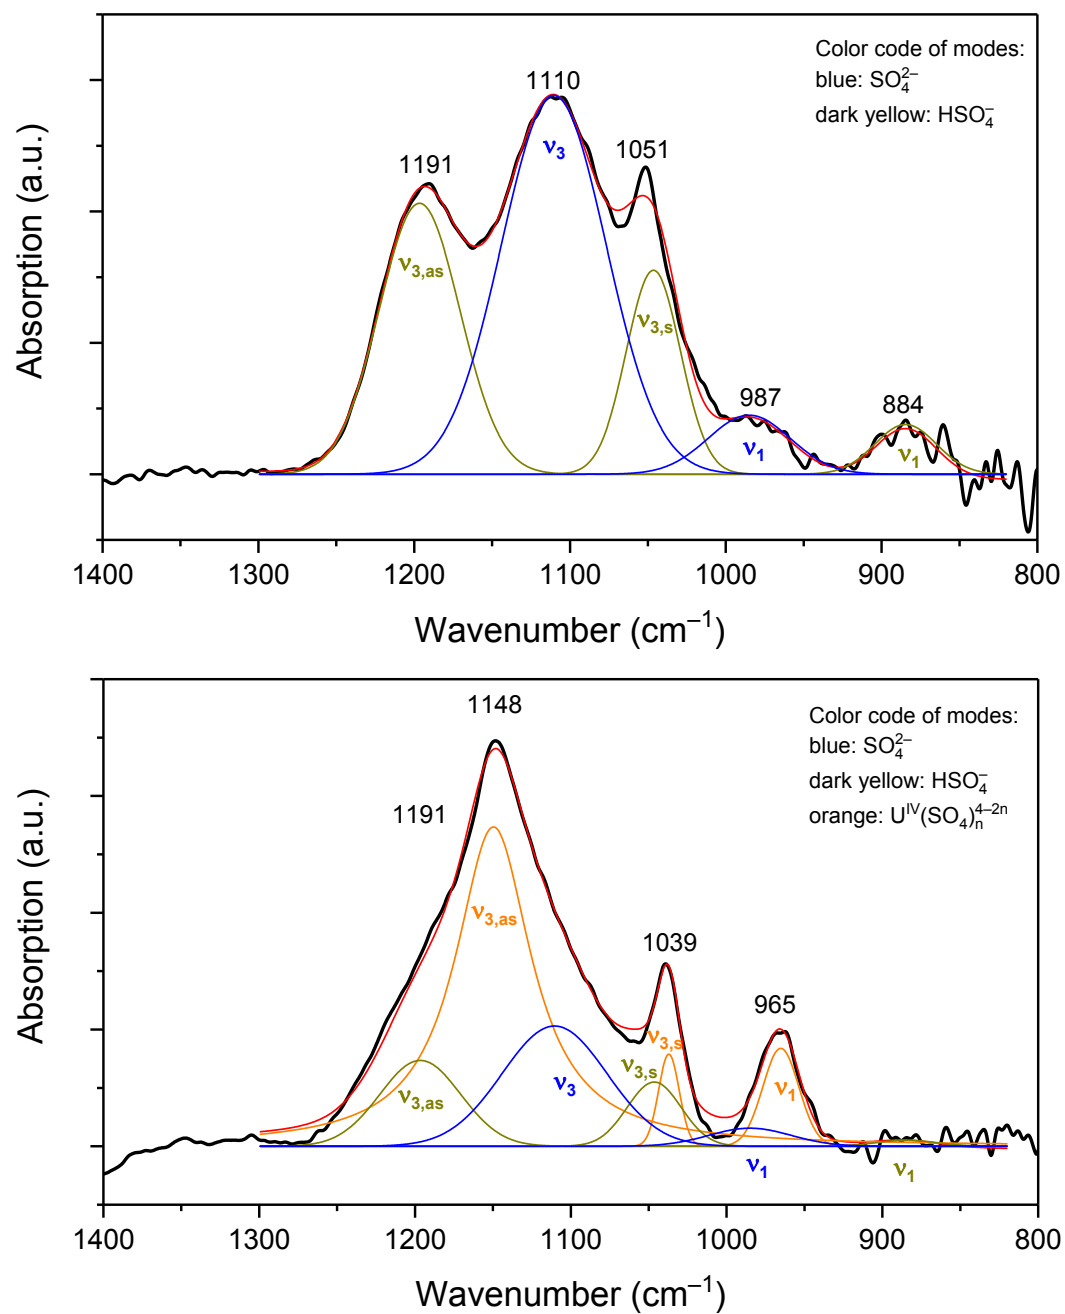 Color code of modes:
blue: SO₄²⁻
dark yellow: HSO₄⁻
1110
1191
1051
ν₃
ν₃,ₐₛ
ν₃,ₛ
987
884
ν₁
ν₁
Absorption (a.u.)
1400 1300 1200 1100 1000 900 800
Wavenumber (cm⁻¹)
1148
Color code of modes:
blue: SO₄²⁻
dark yellow: HSO₄⁻
orange: Uᴵⱽ(SO₄)ₙ⁴⁻²ⁿ
1191
ν₃,ₐₛ
1039
965
ν₃,ₛ
ν₃,ₛ
ν₃
ν₁
ν₃,ₐₛ
ν₁
ν₁
Absorption (a.u.)
1400 1300 1200 1100 1000 900 800
Wavenumber (cm⁻¹)